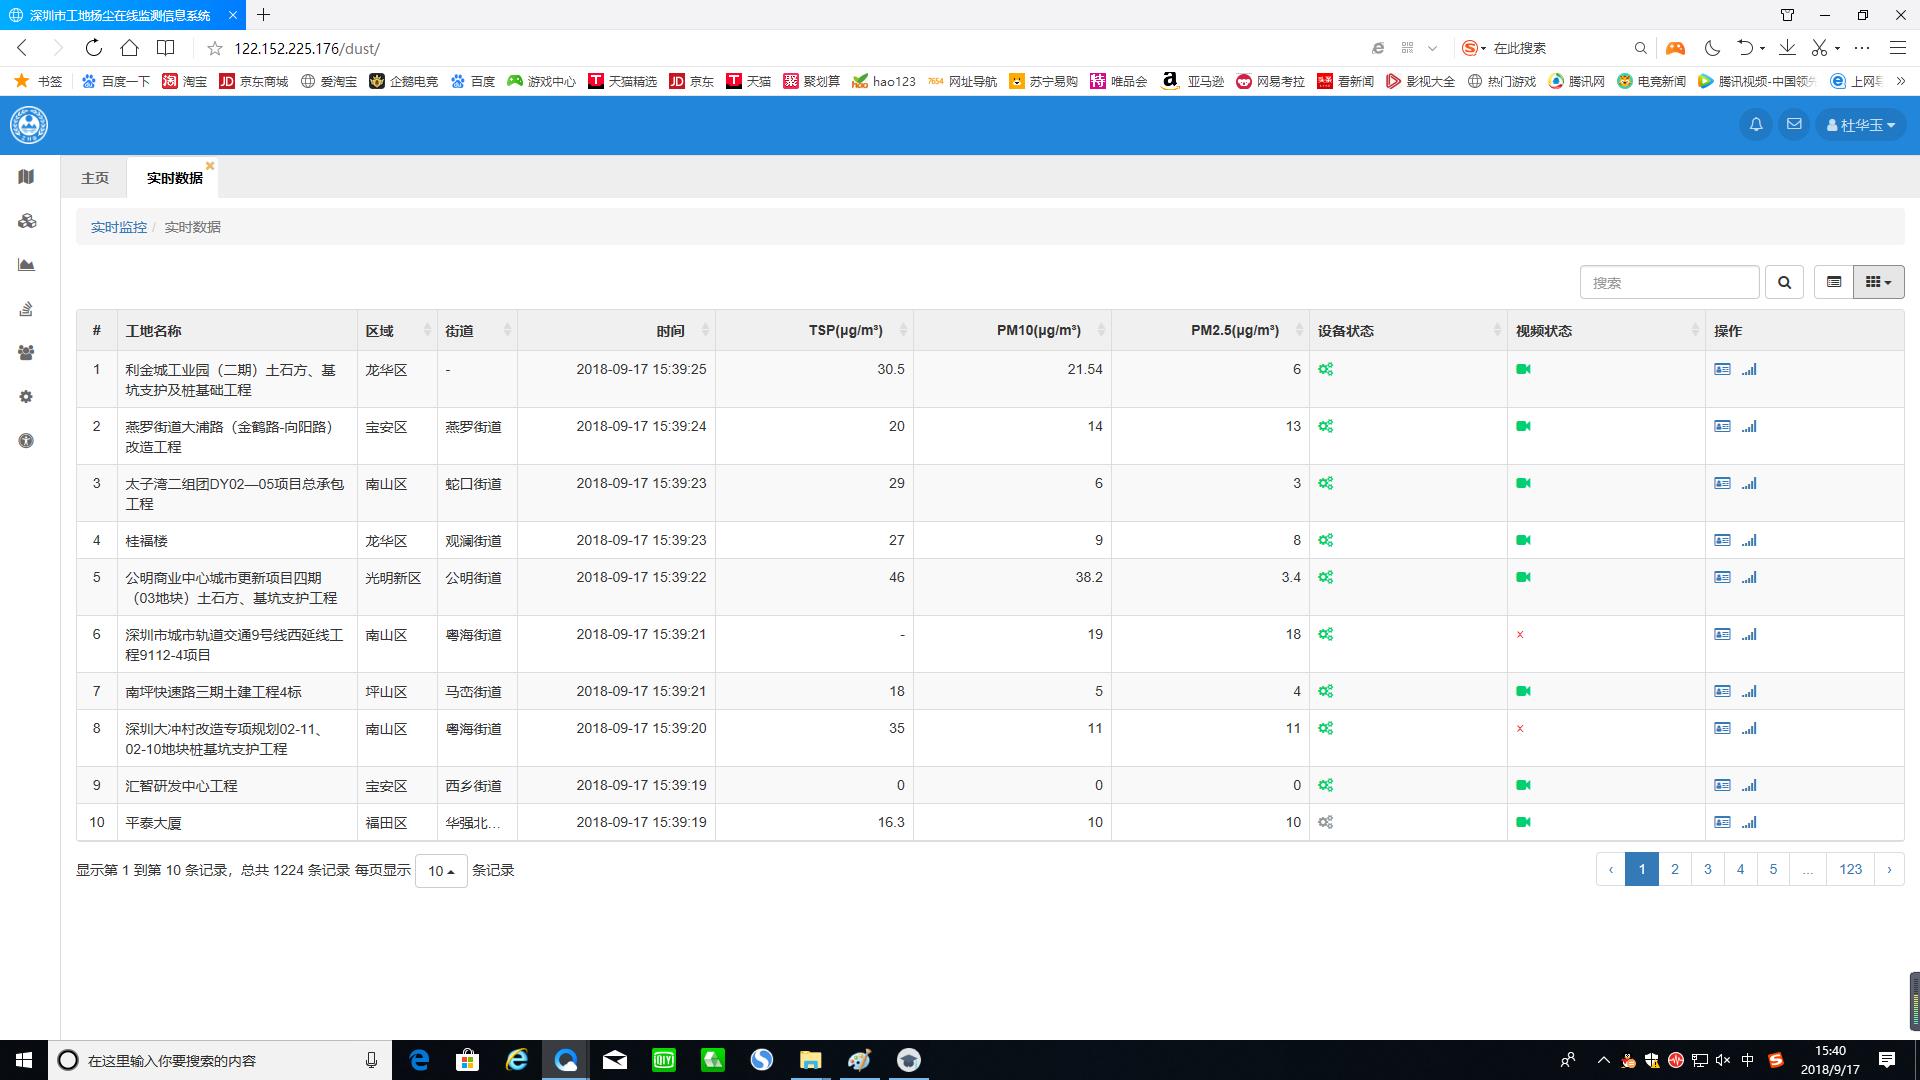 深圳市工地扬尘在线监测信息系统
122.152.225.176/dust/
在此搜索
书签 百度一下 淘宝 京东商城 爱淘宝 企鹅电竞 百度 游戏中心 天猫精选 京东 天猫 聚划算 hao123 网址导航 苏宁易购 唯品会 亚马逊 网易考拉 看新闻 影视大全 热门游戏 腾讯网 电竞新闻 腾讯视频-中国领先 上网导
杜华玉
主页 实时数据
实时监控 / 实时数据
搜索
# 工地名称 区域 街道 时间 TSP(μg/m³) PM10(μg/m³) PM2.5(μg/m³) 设备状态 视频状态 操作
1 利金城工业园（二期）土石方、基 龙华区 - 2018-09-17 15:39:25 30.5 21.54 6
坑支护及桩基础工程
2 燕罗街道大浦路（金鹤路-向阳路） 宝安区 燕罗街道 2018-09-17 15:39:24 20 14 13
改造工程
3 太子湾二组团DY02—05项目总承包 南山区 蛇口街道 2018-09-17 15:39:23 29 6 3
工程
4 桂福楼 龙华区 观澜街道 2018-09-17 15:39:23 27 9 8
5 公明商业中心城市更新项目四期 光明新区 公明街道 2018-09-17 15:39:22 46 38.2 3.4
（03地块）土石方、基坑支护工程
6 深圳市城市轨道交通9号线西延线工 南山区 粤海街道 2018-09-17 15:39:21 - 19 18
程9112-4项目
7 南坪快速路三期土建工程4标 坪山区 马峦街道 2018-09-17 15:39:21 18 5 4
8 深圳大冲村改造专项规划02-11、 南山区 粤海街道 2018-09-17 15:39:20 35 11 11
02-10地块桩基坑支护工程
9 汇智研发中心工程 宝安区 西乡街道 2018-09-17 15:39:19 0 0 0
10 平泰大厦 福田区 华强北... 2018-09-17 15:39:19 16.3 10 10
显示第 1 到第 10 条记录，总共 1224 条记录 每页显示 10 条记录
‹ 1 2 3 4 5 ... 123 ›
在这里输入你要搜索的内容
中
15:40
2018/9/17